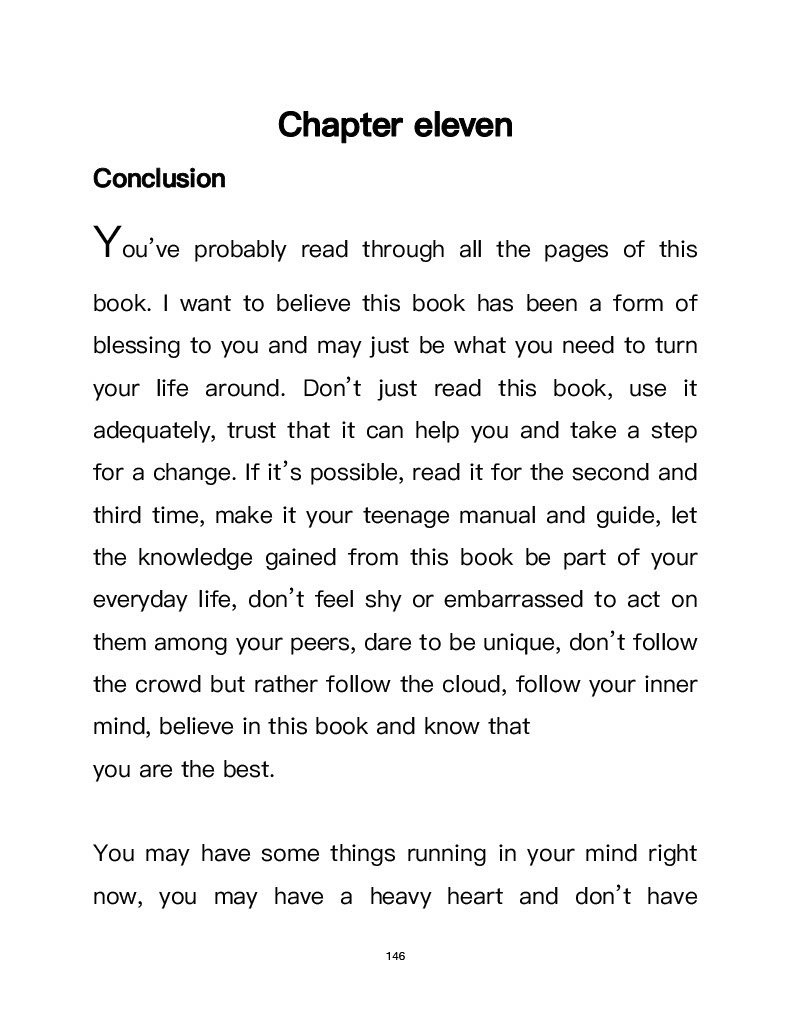 Chapter eleven
Conclusion
You’ve probably read through all the pages of this
book. I want to believe this book has been a form of
blessing to you and may just be what you need to turn
your life around. Don’t just read this book, use it
adequately, trust that it can help you and take a step
for a change. If it’s possible, read it for the second and
third time, make it your teenage manual and guide, let
the knowledge gained from this book be part of your
everyday life, don’t feel shy or embarrassed to act on
them among your peers, dare to be unique, don’t follow
the crowd but rather follow the cloud, follow your inner
mind, believe in this book and know that
you are the best.
You may have some things running in your mind right
now, you may have a heavy heart and don’t have
146